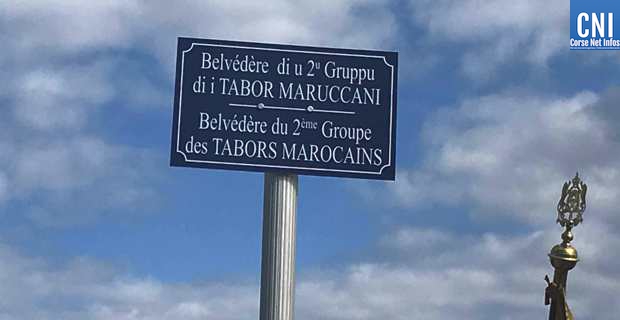 CNI
Corse Net Infos
Belvédère di u 2ᵘ Gruppu
di i TABOR MARUCCANI
Belvédère du 2ème Groupe
des TABORS MAROCAINS